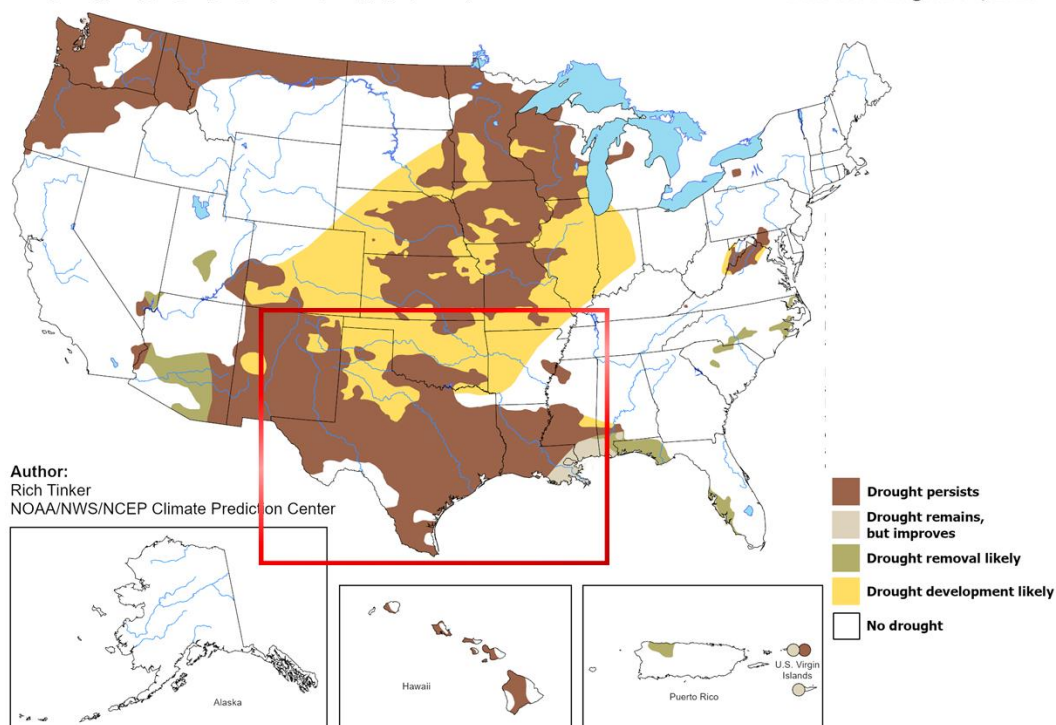 Author:
Rich Tinker
NOAA/NWS/NCEP Climate Prediction Center
Drought persists
Drought remains,
but improves
Drought removal likely
Drought development likely
No drought
Alaska
Hawaii
Puerto Rico
U.S. Virgin
Islands